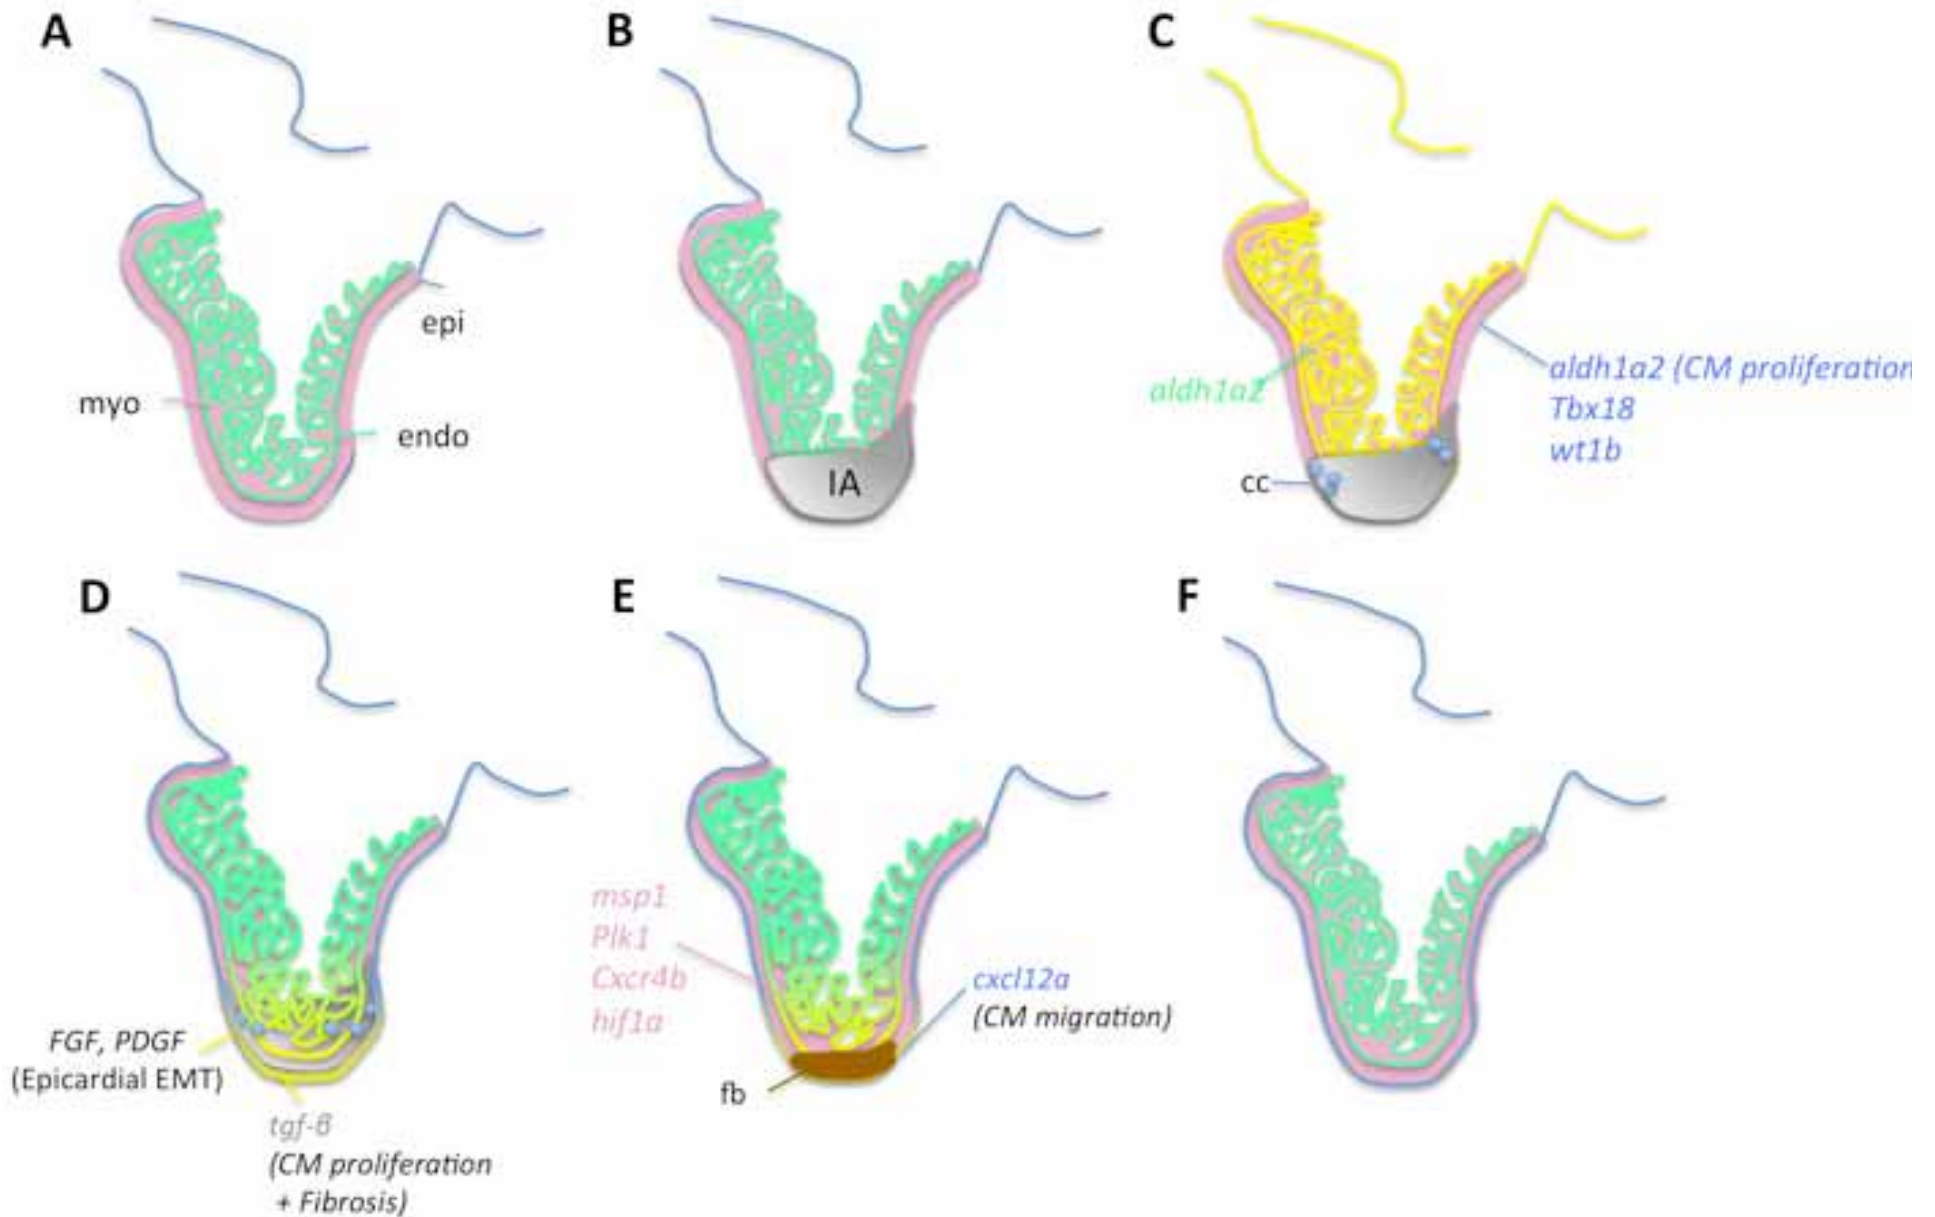 A
B
C
epi
myo
endo
IA
aldh1a2
aldh1a2 (CM proliferation
Tbx18
wt1b
cc
D
E
F
FGF, PDGF
(Epicardial EMT)
tgf-β
(CM proliferation
+ Fibrosis)
msp1
Plk1
Cxcr4b
hif1a
cxcl12a
(CM migration)
fb